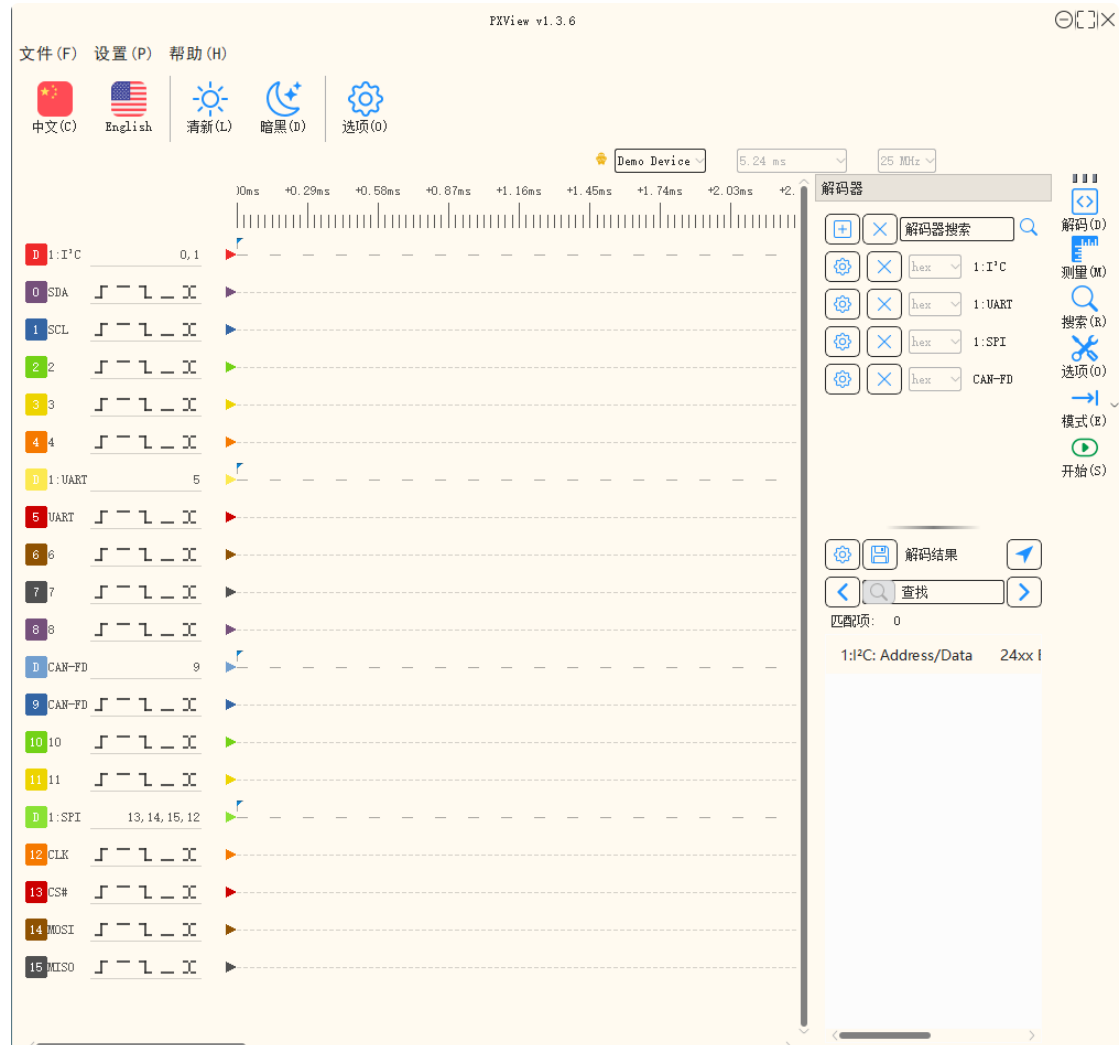 PXView v1.3.6
文件(F) 设置(P) 帮助(H)
中文(C) English 清新(L) 暗黑(D) 选项(O)
Demo Device 5.24 ms 25 MHz
0ms +0.29ms +0.58ms +0.87ms +1.16ms +1.45ms +1.74ms +2.03ms +2.
D 1:I²C 0,1
0 SDA
1 SCL
2 2
3 3
4 4
D 1:UART 5
5 UART
6 6
7 7
8 8
D CAN-FD 9
9 CAN-FD
10 10
11 11
D 1:SPI 13,14,15,12
12 CLK
13 CS#
14 MOSI
15 MISO
解码器
解码器搜索
hex 1:I²C
hex 1:UART
hex 1:SPI
hex CAN-FD
解码结果
查找
匹配项: 0
1:I²C: Address/Data 24xx
解码(D)
测量(M)
搜索(R)
选项(O)
模式(E)
开始(S)